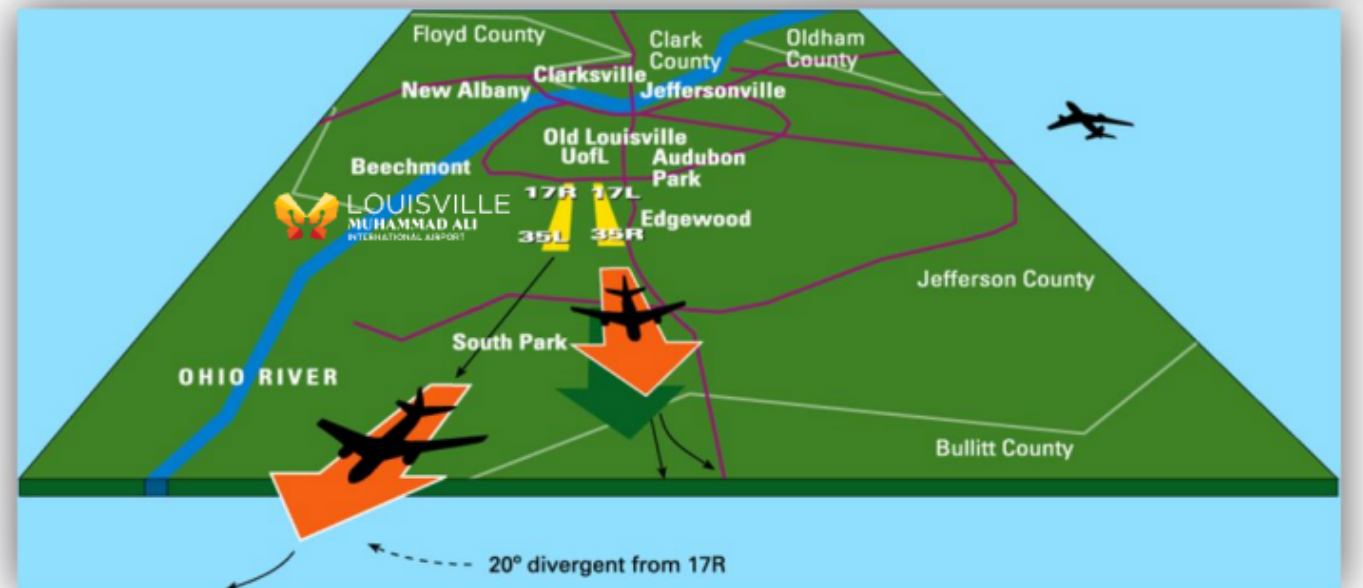 Floyd County
Clark
County
Oldham
County
Clarksville
New Albany
Jeffersonville
Old Louisville
UofL
Audubon
Park
Beechmont
17R 17L
LOUISVILLE
MUHAMMAD ALI
INTERNATIONAL AIRPORT
Edgewood
35L 35R
Jefferson County
South Park
OHIO RIVER
Bullitt County
20° divergent from 17R